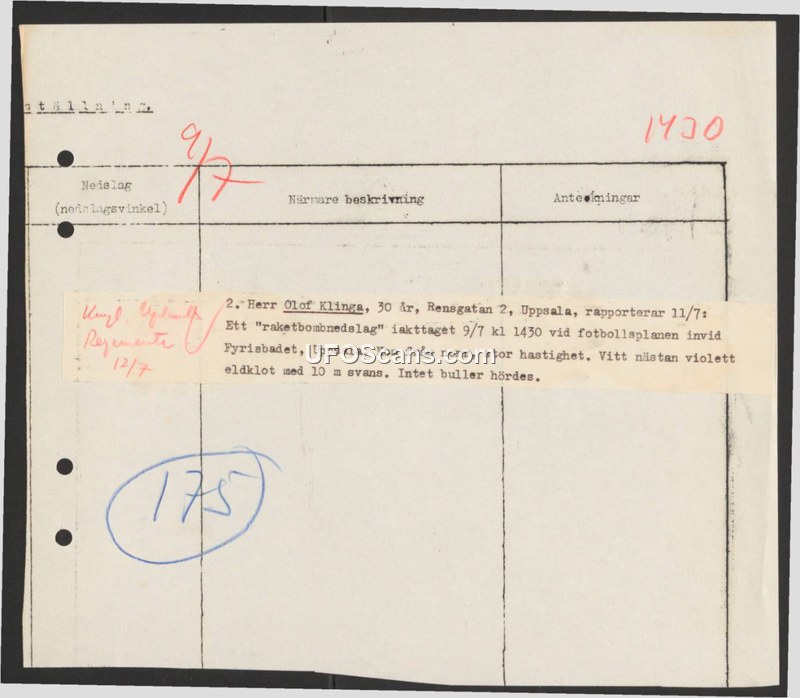 ställning.
1430
9/7
Nedslag
(nedslagsvinkel)
Närmare beskrivning
Anteckningar
2. Herr Olof Klinga, 30 år, Rensgatan 2, Uppsala, rapporterar 11/7:
Ett "raketbombnedslag" iakttaget 9/7 kl 1430 vid fotbollsplanen invid
Fyrisbadet, hastighet. Vitt nästan violett
eldklot med 10 m svans. Intet buller hördes.
Kungl
12/7
UFOScans.com
175